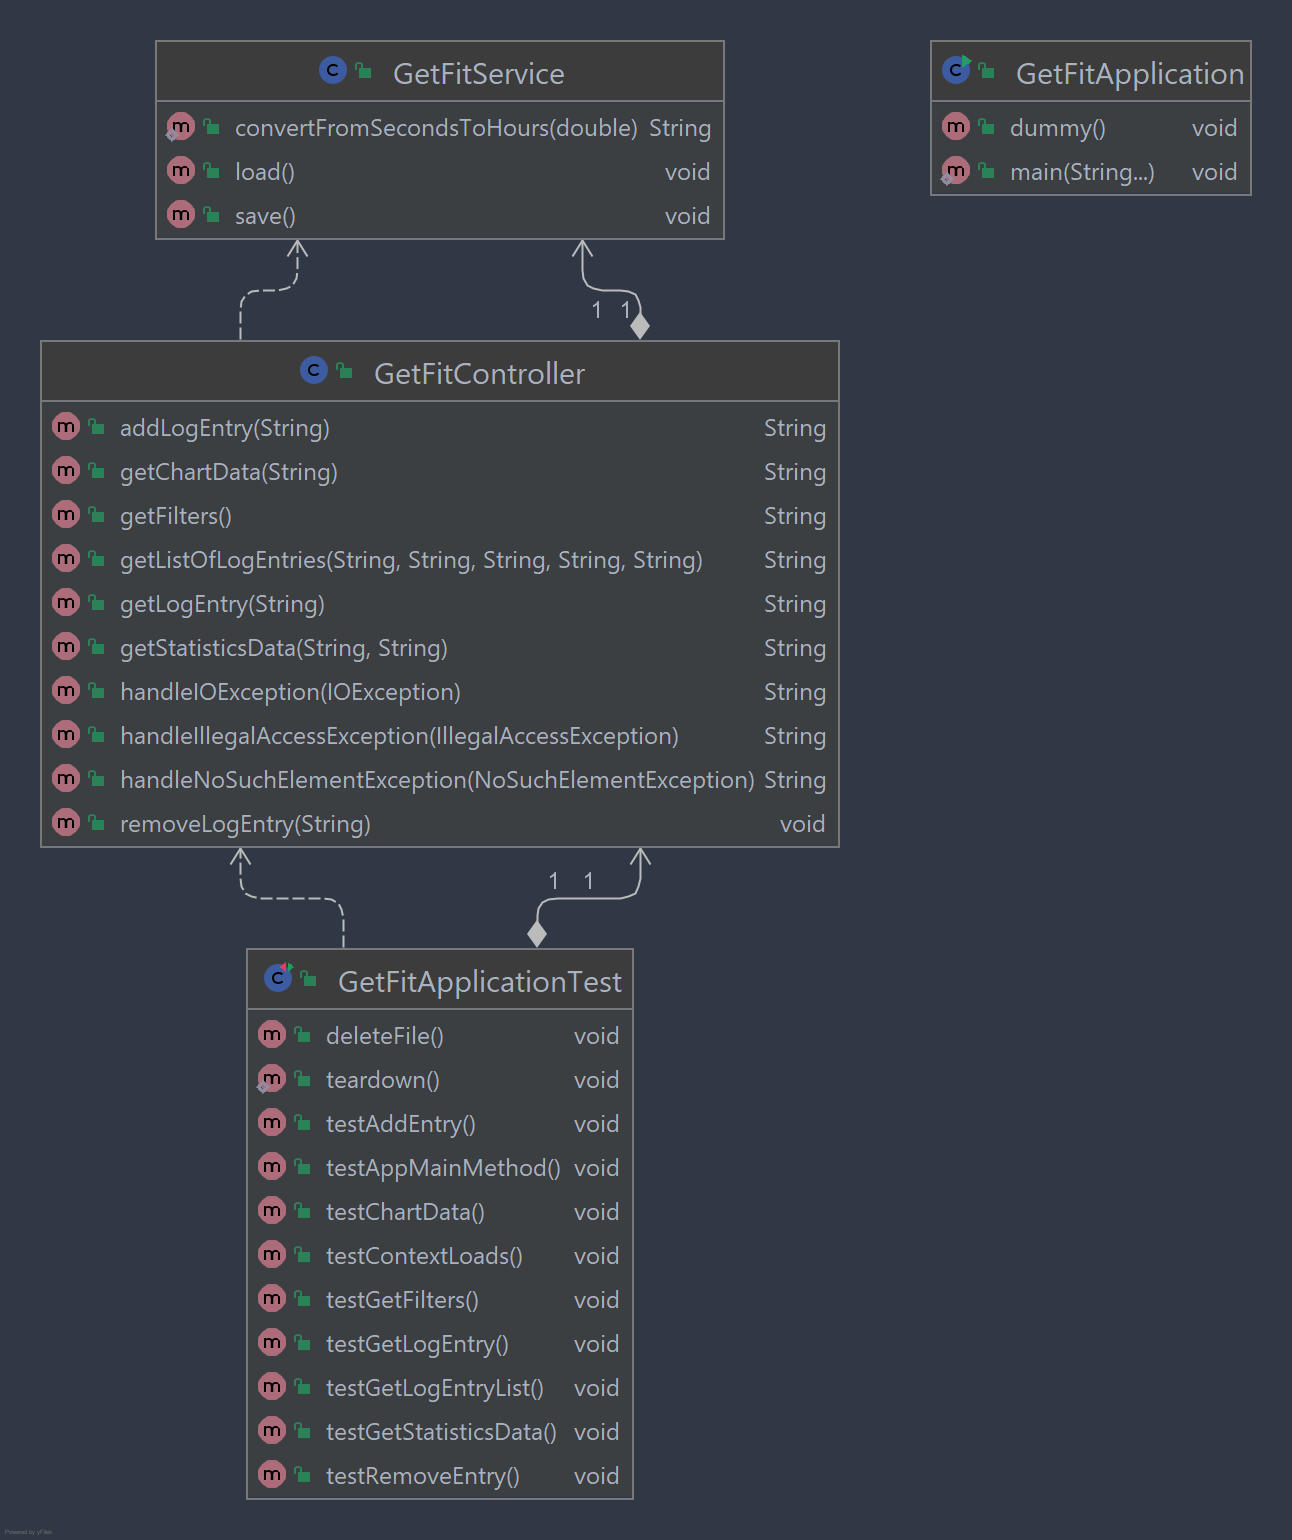 GetFitService
convertFromSecondsToHours(double) String
load() void
save() void
GetFitApplication
dummy() void
main(String...) void
1 1
GetFitController
addLogEntry(String) String
getChartData(String) String
getFilters() String
getListOfLogEntries(String, String, String, String, String) String
getLogEntry(String) String
getStatisticsData(String, String) String
handleIOException(IOException) String
handleIllegalAccessException(IllegalAccessException) String
handleNoSuchElementException(NoSuchElementException) String
removeLogEntry(String) void
1 1
GetFitApplicationTest
deleteFile() void
teardown() void
testAddEntry() void
testAppMainMethod() void
testChartData() void
testContextLoads() void
testGetFilters() void
testGetLogEntry() void
testGetLogEntryList() void
testGetStatisticsData() void
testRemoveEntry() void
Powered by yFiles